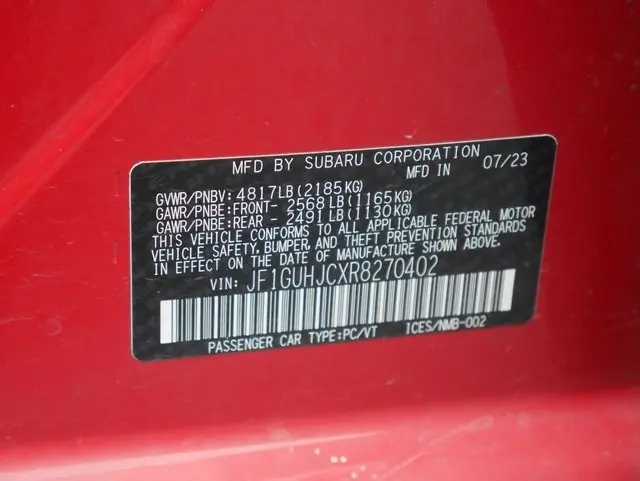 MFD BY SUBARU CORPORATION
MFD IN 07/23
GVWR/PNBV: 4817LB(2185KG)
GAWR/PNBE:FRONT- 2568LB(1165KG)
GAWR/PNBE:REAR - 2491LB(1130KG)
THIS VEHICLE CONFORMS TO ALL APPLICABLE FEDERAL MOTOR
VEHICLE SAFETY, BUMPER, AND THEFT PREVENTION STANDARDS
IN EFFECT ON THE DATE OF MANUFACTURE SHOWN ABOVE.
VIN: JF1GUHJCXR8270402
PASSENGER CAR TYPE:PC/VT ICES/NMB-002